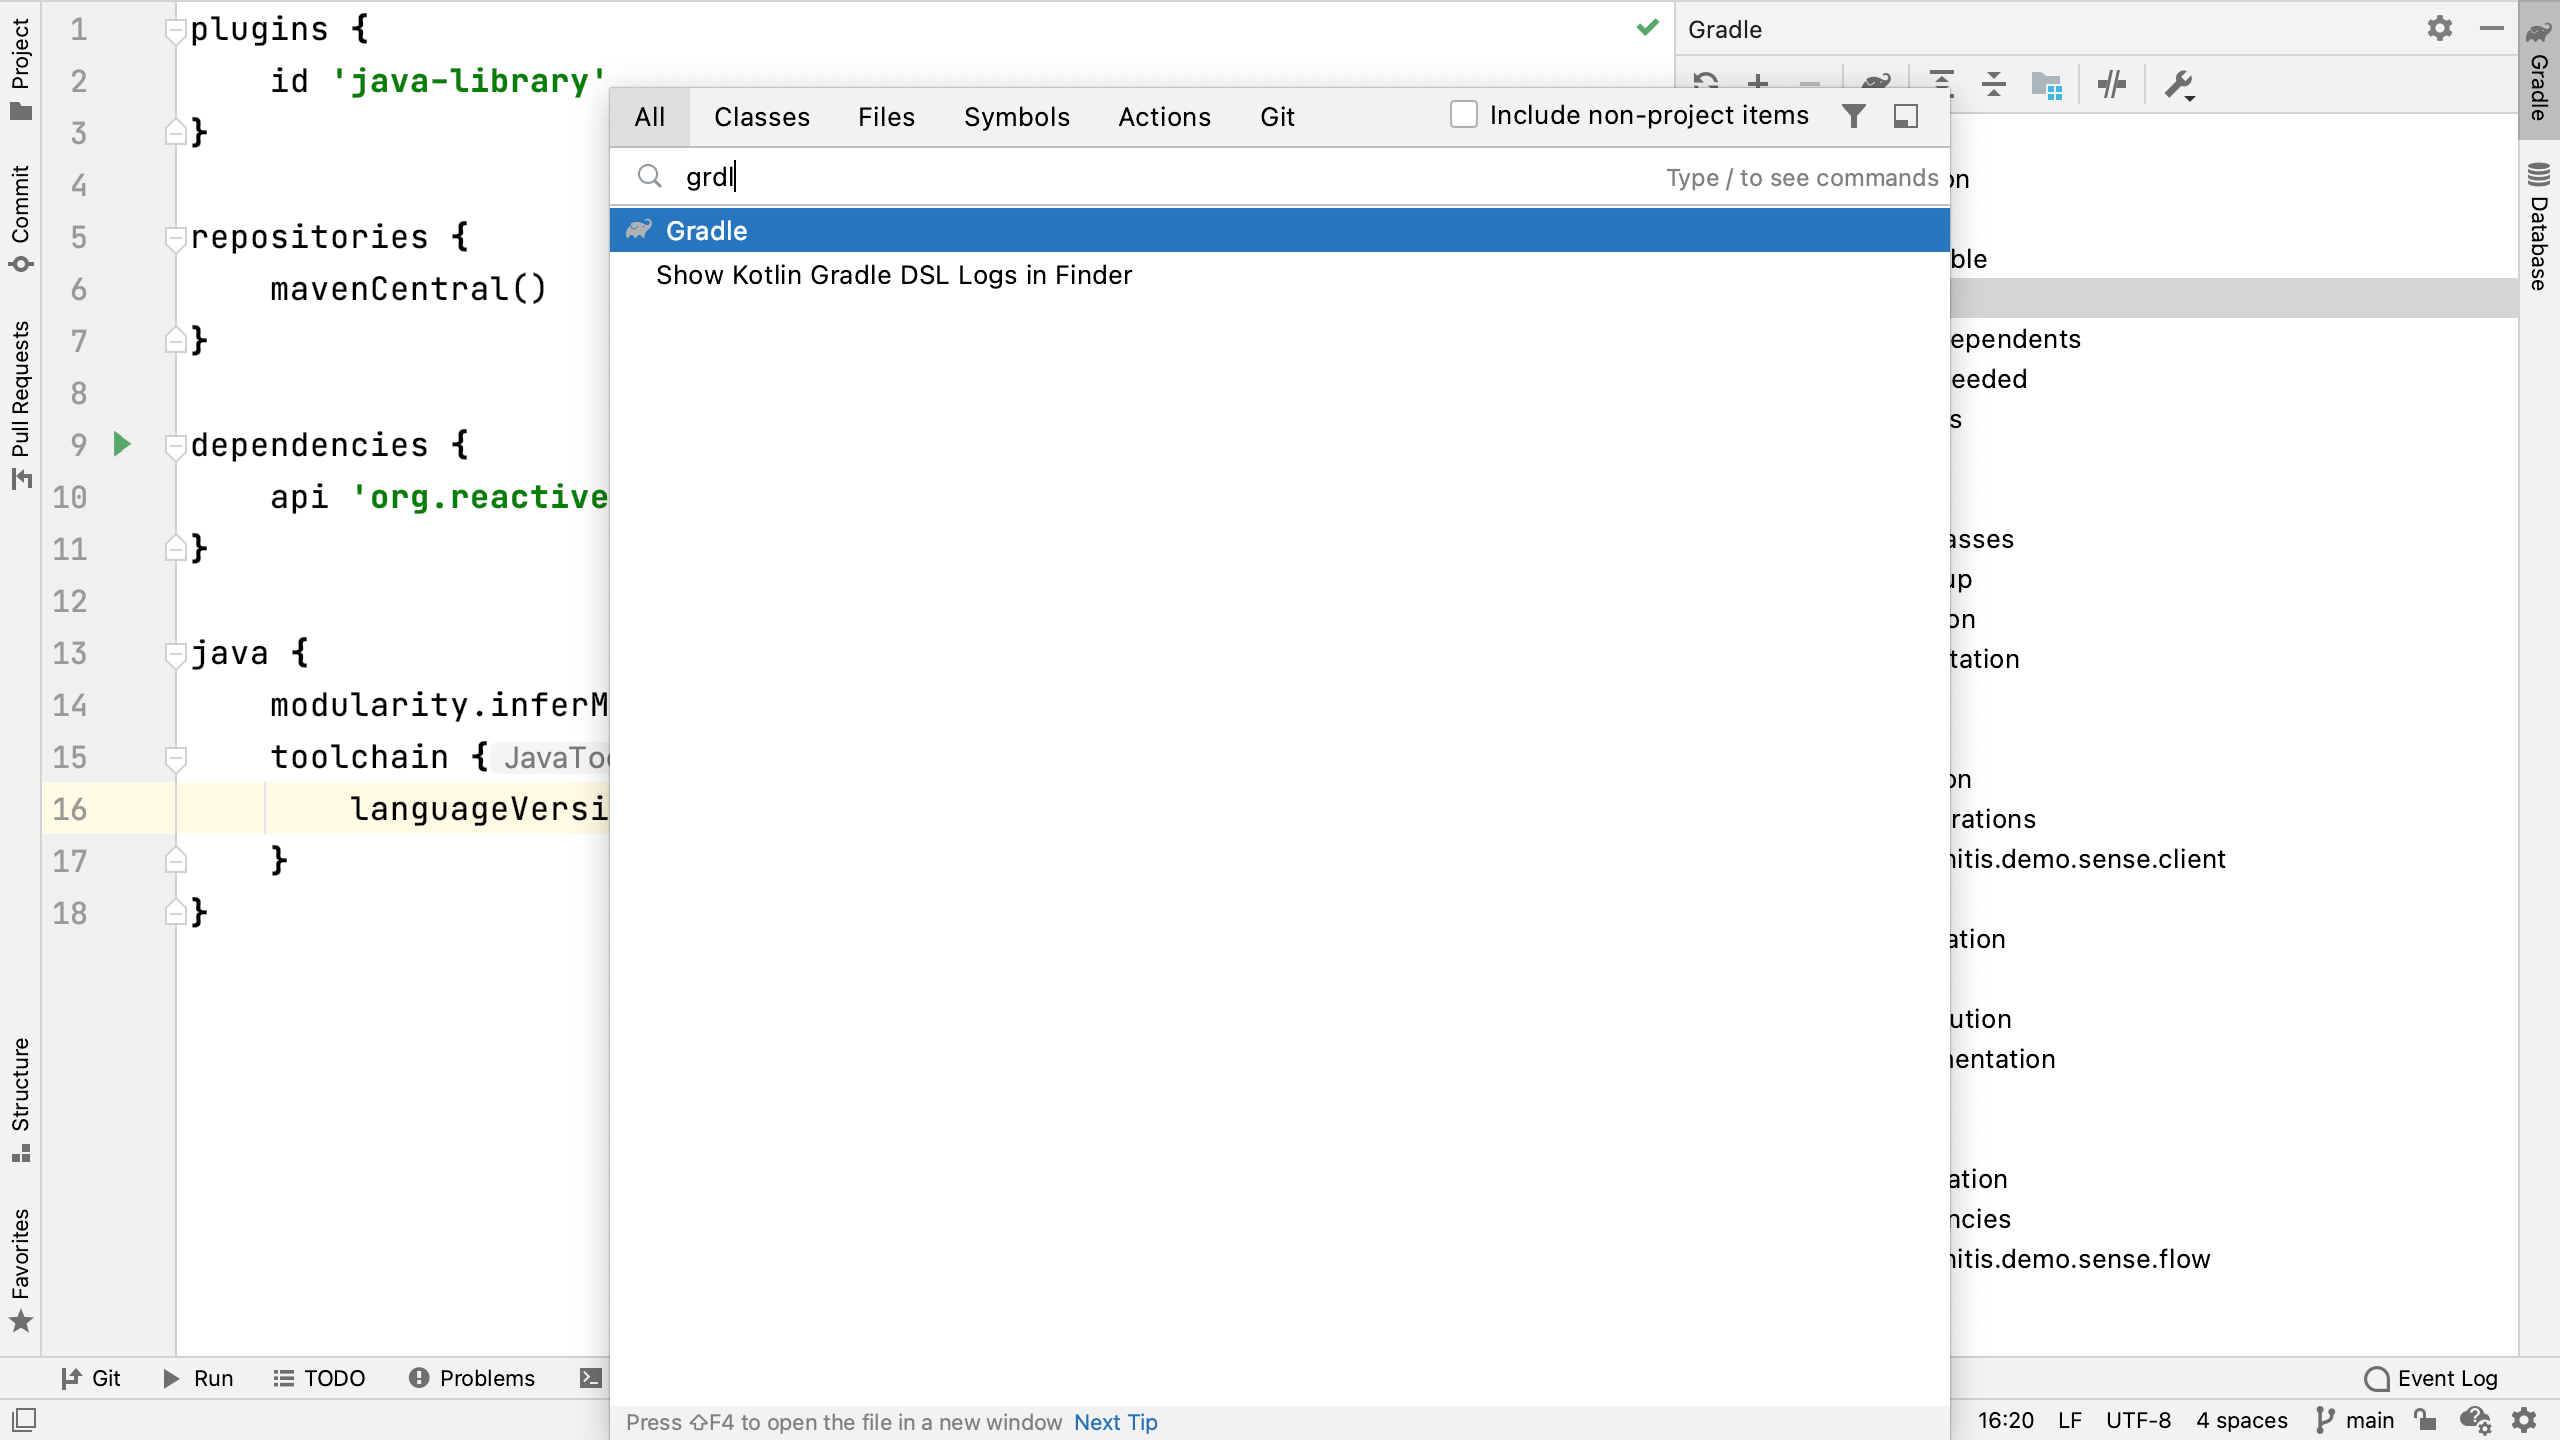 Project
Commit
Pull Requests
Structure
Favorites
1 plugins {
2 id 'java-library'
3 }
4
5 repositories {
6 mavenCentral()
7 }
8
9 dependencies {
10 api 'org.reactive
11 }
12
13 java {
14 modularity.inferM
15 toolchain { JavaToo
16 languageVersi
17 }
18 }
All Classes Files Symbols Actions Git Include non-project items
grdl Type / to see commands
Gradle
Show Kotlin Gradle DSL Logs in Finder
Press ⇧F4 to open the file in a new window Next Tip
Gradle
on
ble
ependents
eeded
s
asses
up
on
tation
on
rations
nitis.demo.sense.client
ation
ution
nentation
ation
ncies
nitis.demo.sense.flow
Gradle
Database
Git Run TODO Problems
Event Log
16:20 LF UTF-8 4 spaces main